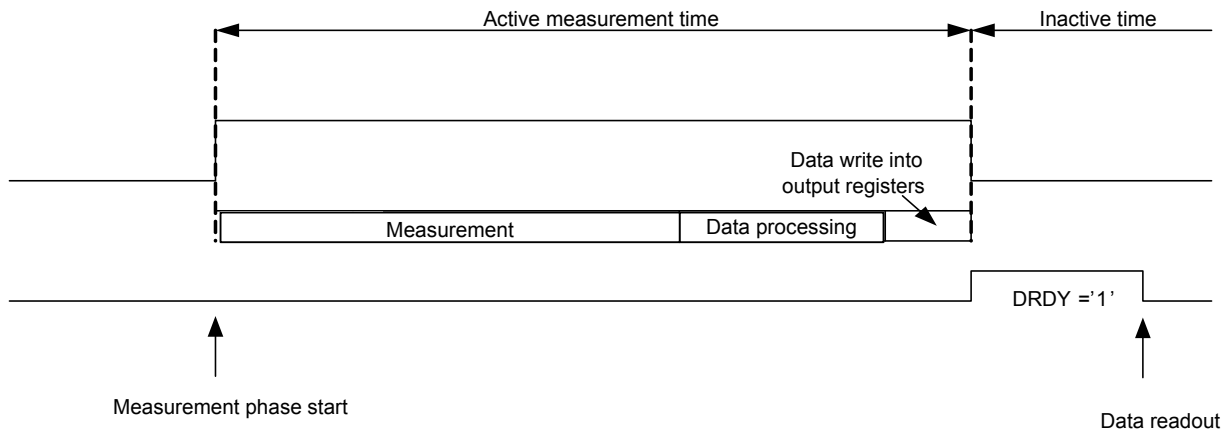 Active measurement time
Inactive time
Data write into
output registers
Measurement
Data processing
DRDY ='1'
Measurement phase start
Data readout